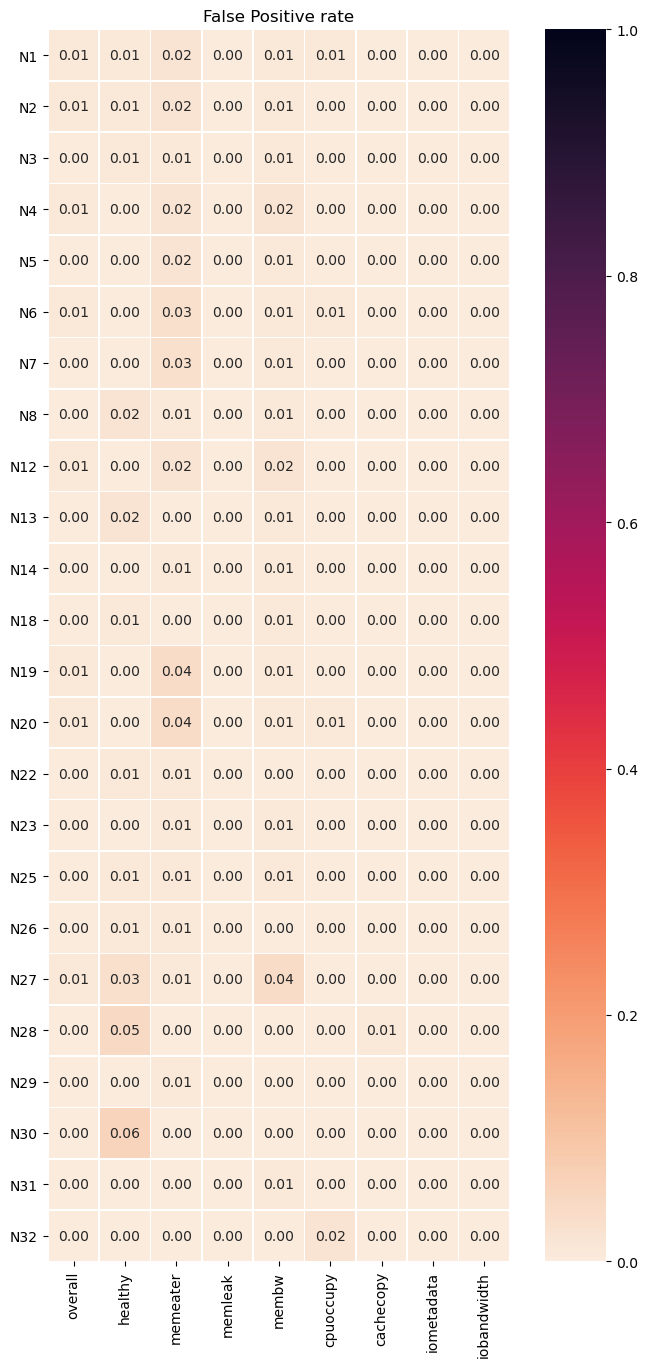 False Positive rate
N1 0.01 0.01 0.02 0.00 0.01 0.01 0.00 0.00 0.00
N2 0.01 0.01 0.02 0.00 0.01 0.00 0.00 0.00 0.00
N3 0.00 0.01 0.01 0.00 0.01 0.00 0.00 0.00 0.00
N4 0.01 0.00 0.02 0.00 0.02 0.00 0.00 0.00 0.00
N5 0.00 0.00 0.02 0.00 0.01 0.00 0.00 0.00 0.00
N6 0.01 0.00 0.03 0.00 0.01 0.01 0.00 0.00 0.00
N7 0.00 0.00 0.03 0.00 0.01 0.00 0.00 0.00 0.00
N8 0.00 0.02 0.01 0.00 0.01 0.00 0.00 0.00 0.00
N12 0.01 0.00 0.02 0.00 0.02 0.00 0.00 0.00 0.00
N13 0.00 0.02 0.00 0.00 0.01 0.00 0.00 0.00 0.00
N14 0.00 0.00 0.01 0.00 0.01 0.00 0.00 0.00 0.00
N18 0.00 0.01 0.00 0.00 0.01 0.00 0.00 0.00 0.00
N19 0.01 0.00 0.04 0.00 0.01 0.00 0.00 0.00 0.00
N20 0.01 0.00 0.04 0.00 0.01 0.01 0.00 0.00 0.00
N22 0.00 0.01 0.01 0.00 0.00 0.00 0.00 0.00 0.00
N23 0.00 0.00 0.01 0.00 0.01 0.00 0.00 0.00 0.00
N25 0.00 0.01 0.01 0.00 0.01 0.00 0.00 0.00 0.00
N26 0.00 0.01 0.01 0.00 0.00 0.00 0.00 0.00 0.00
N27 0.01 0.03 0.01 0.00 0.04 0.00 0.00 0.00 0.00
N28 0.00 0.05 0.00 0.00 0.00 0.00 0.01 0.00 0.00
N29 0.00 0.00 0.01 0.00 0.00 0.00 0.00 0.00 0.00
N30 0.00 0.06 0.00 0.00 0.00 0.00 0.00 0.00 0.00
N31 0.00 0.00 0.00 0.00 0.01 0.00 0.00 0.00 0.00
N32 0.00 0.00 0.00 0.00 0.00 0.02 0.00 0.00 0.00
overall healthy memeater memleak membw cpuoccupy cachecopy iometadata iobandwidth
1.0
0.8
0.6
0.4
0.2
0.0